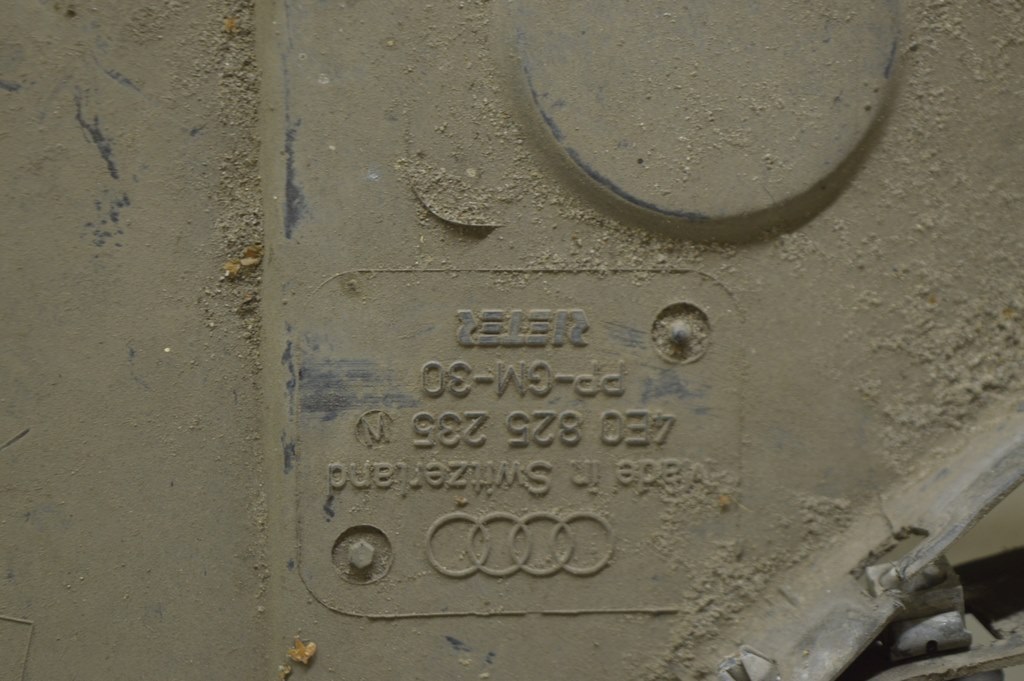 Made in Switzerland
4E0 825 235 N
PP-GM-30
RIETER